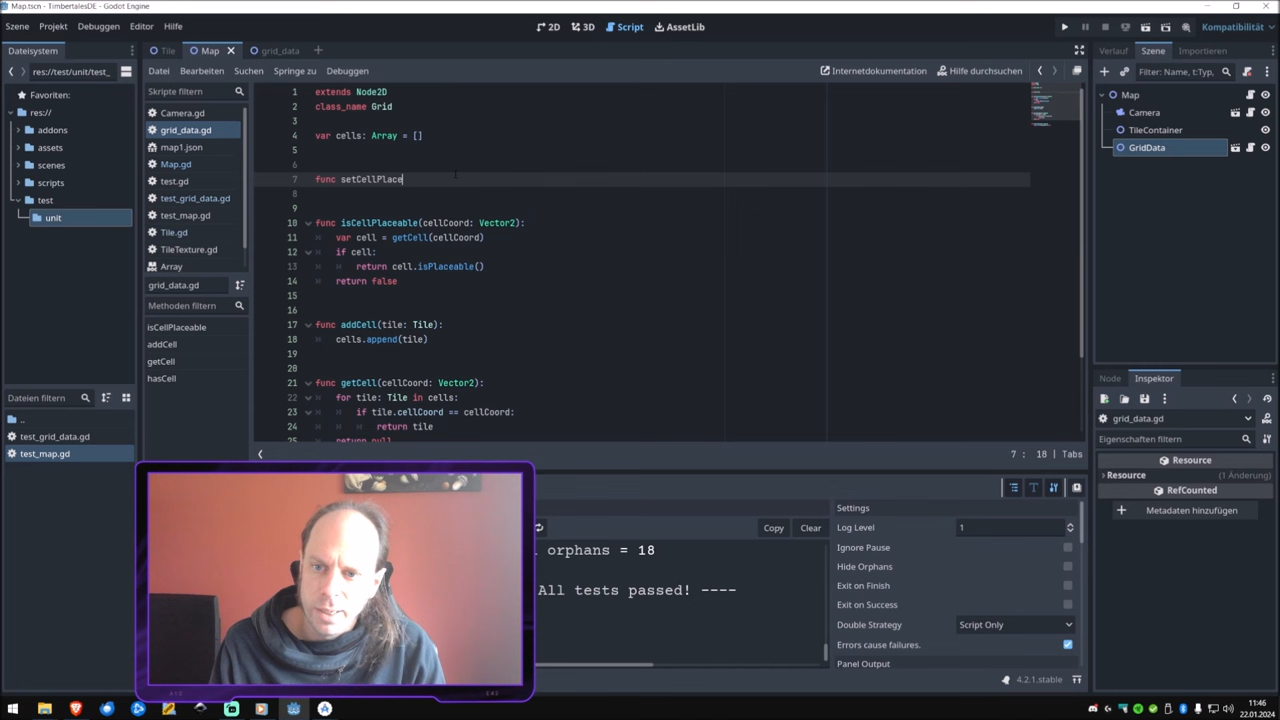 Map.tscn - TimbertalesDE - Godot Engine
Szene Projekt Debuggen Editor Hilfe
2D 3D Script AssetLib
Kompatibilität
Dateisystem
res://test/unit/test_
Favoriten:
res://
addons
assets
scenes
scripts
test
unit
Dateien filtern
..
test_grid_data.gd
test_map.gd
Tile Map grid_data
Datei Bearbeiten Suchen Springe zu Debuggen
Internetdokumentation Hilfe durchsuchen
Skripte filtern
Camera.gd
grid_data.gd
map1.json
Map.gd
test.gd
test_grid_data.gd
test_map.gd
Tile.gd
TileTexture.gd
Array
grid_data.gd
Methoden filtern
isCellPlaceable
addCell
getCell
hasCell
1 extends Node2D
2 class_name Grid
3
4 var cells: Array = []
5
6
7 func setCellPlace
8
9
10 func isCellPlaceable(cellCoord: Vector2):
11 var cell = getCell(cellCoord)
12 if cell:
13 return cell.isPlaceable()
14 return false
15
16
17 func addCell(tile: Tile):
18 cells.append(tile)
19
20
21 func getCell(cellCoord: Vector2):
22 for tile: Tile in cells:
23 if tile.cellCoord == cellCoord:
24 return tile
25 return null
7 : 18 | Tabs
Copy Clear
orphans = 18
All tests passed! ----
Settings
Log Level 1
Ignore Pause
Hide Orphans
Exit on Finish
Exit on Success
Double Strategy Script Only
Errors cause failures.
Panel Output
4.2.1.stable
Verlauf Szene Importieren
Filter: Name, t:Typ,
Map
Camera
TileContainer
GridData
Node Inspektor
grid_data.gd
Eigenschaften filtern
Resource
Resource (1 Änderung)
RefCounted
Metadaten hinzufügen
11:46
22.01.2024